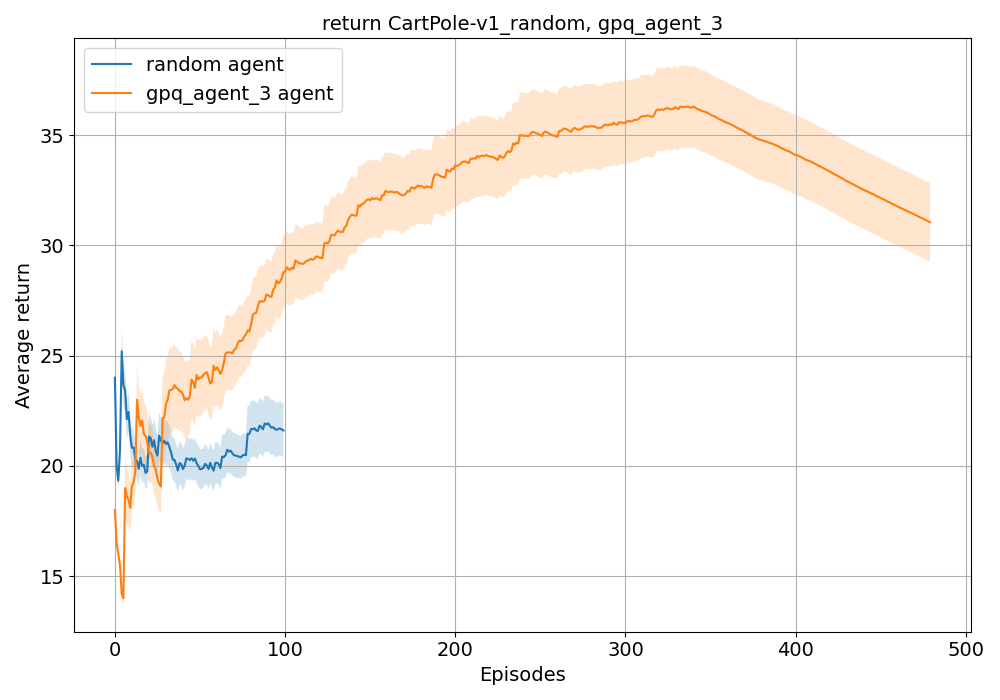 return CartPole-v1_random, gpq_agent_3
random agent
gpq_agent_3 agent
Average return
35
30
25
20
15
0 100 200 300 400 500
Episodes